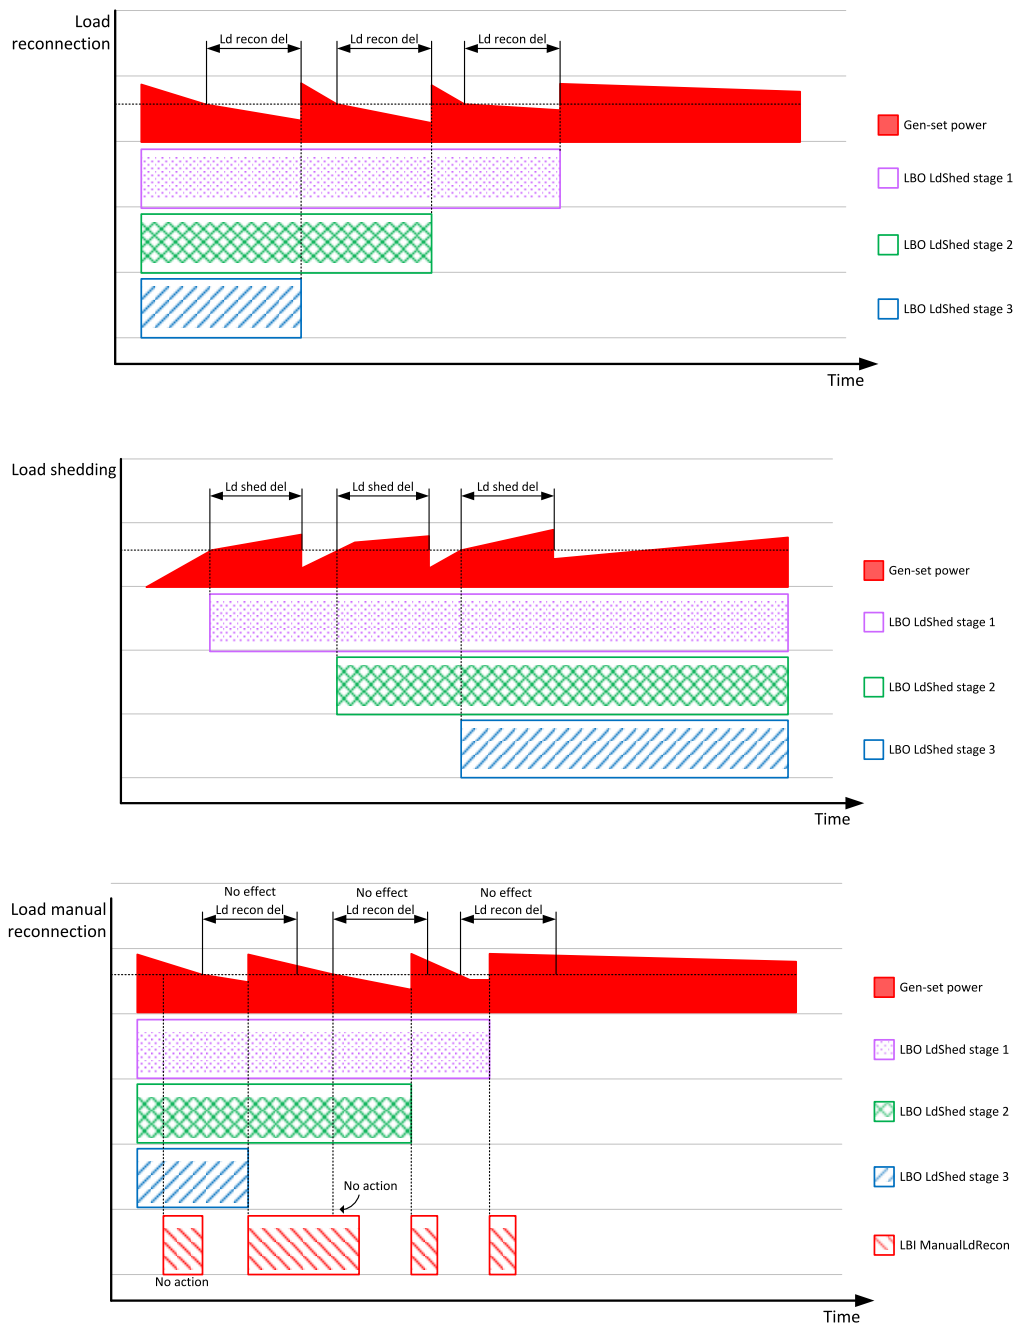 Load
reconnection
Ld recon del
Ld recon del
Ld recon del
Gen-set power
LBO LdShed stage 1
LBO LdShed stage 2
LBO LdShed stage 3
Time
Load shedding
Ld shed del
Ld shed del
Ld shed del
Gen-set power
LBO LdShed stage 1
LBO LdShed stage 2
LBO LdShed stage 3
Time
Load manual
reconnection
No effect
Ld recon del
No effect
Ld recon del
No effect
Ld recon del
Gen-set power
LBO LdShed stage 1
LBO LdShed stage 2
LBO LdShed stage 3
No action
LBI ManualLdRecon
No action
Time